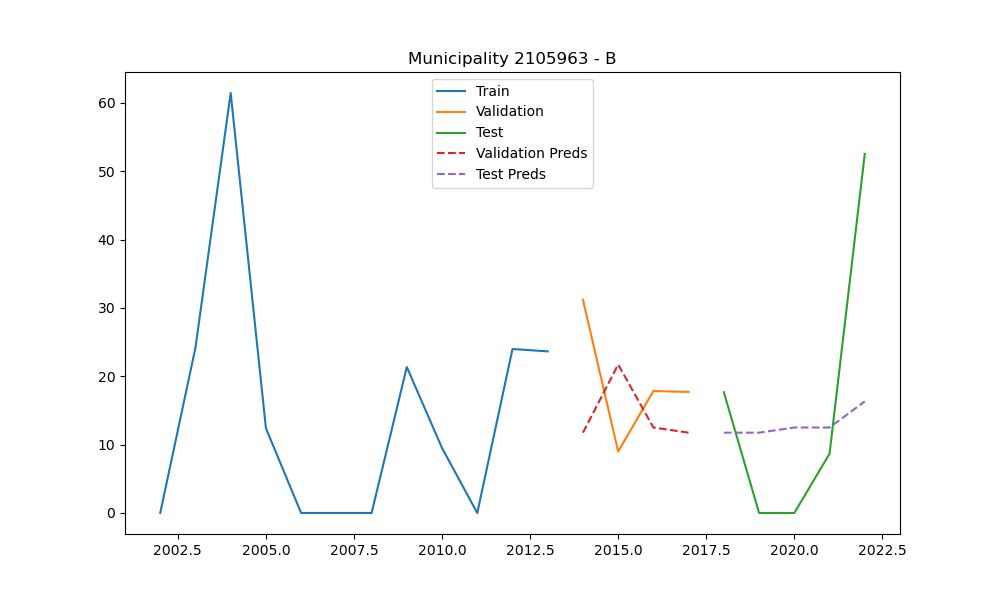 Municipality 2105963 - B
Train
Validation
Test
Validation Preds
Test Preds
60
50
40
30
20
10
0
2002.5 2005.0 2007.5 2010.0 2012.5 2015.0 2017.5 2020.0 2022.5